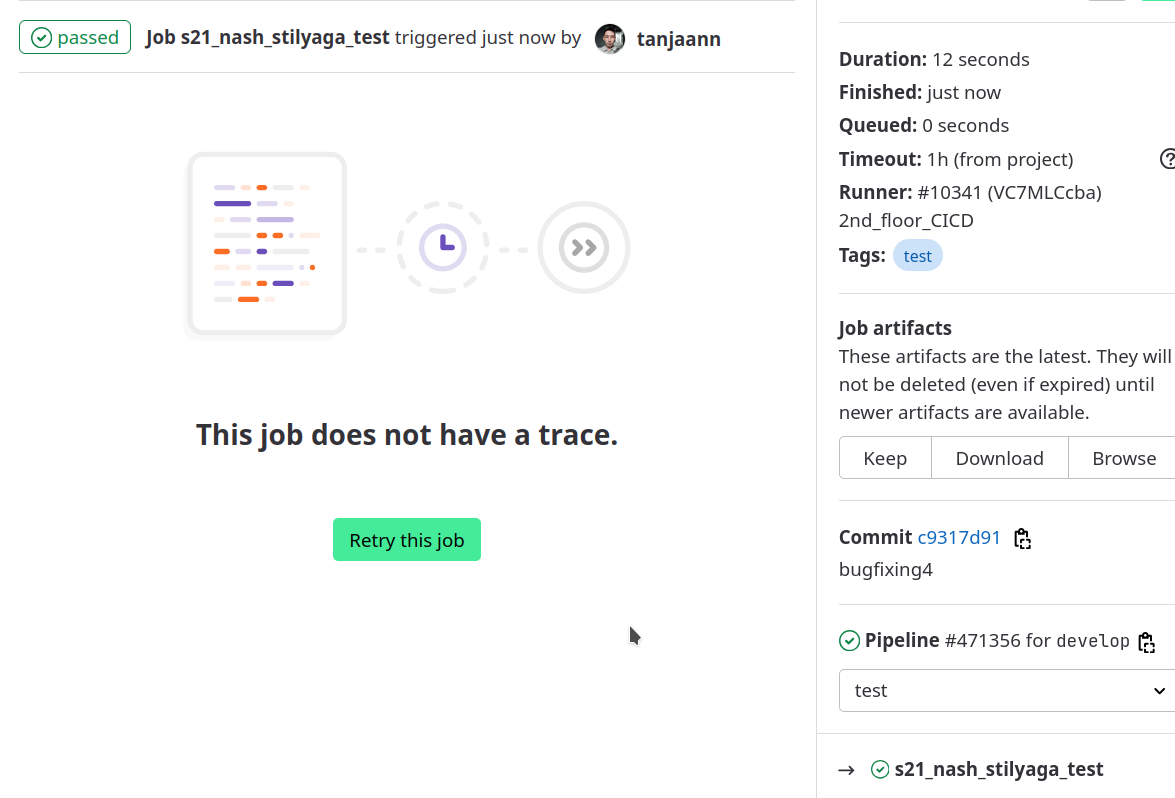 passed
Job s21_nash_stilyaga_test triggered just now by tanjaann
This job does not have a trace.
Retry this job
Duration: 12 seconds
Finished: just now
Queued: 0 seconds
Timeout: 1h (from project)
Runner: #10341 (VC7MLCcba)
2nd_floor_CICD
Tags: test
Job artifacts
These artifacts are the latest. They will
not be deleted (even if expired) until
newer artifacts are available.
Keep Download Browse
Commit c9317d91
bugfixing4
Pipeline #471356 for develop
test
→ s21_nash_stilyaga_test